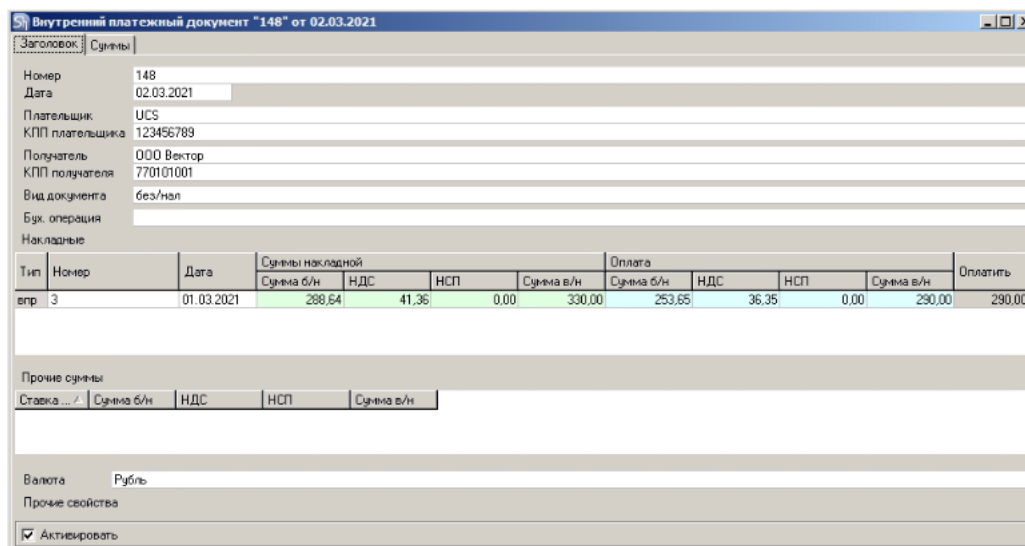 SH Внутренний платежный документ "148" от 02.03.2021
Заголовок Суммы
Номер 148
Дата 02.03.2021
Плательщик UCS
КПП плательщика 123456789
Получатель ООО Вектор
КПП получателя 770101001
Вид документа без/нал
Бух. операция
Накладные
Тип Номер Дата Суммы накладной Оплата Оплатить
Сумма б/н НДС НСП Сумма в/н Сумма б/н НДС НСП Сумма в/н
впр 3 01.03.2021 288,64 41,36 0,00 330,00 253,65 36,35 0,00 290,00 290,00
Прочие суммы
Ставка ... Сумма б/н НДС НСП Сумма в/н
Валюта Рубль
Прочие свойства
Активировать